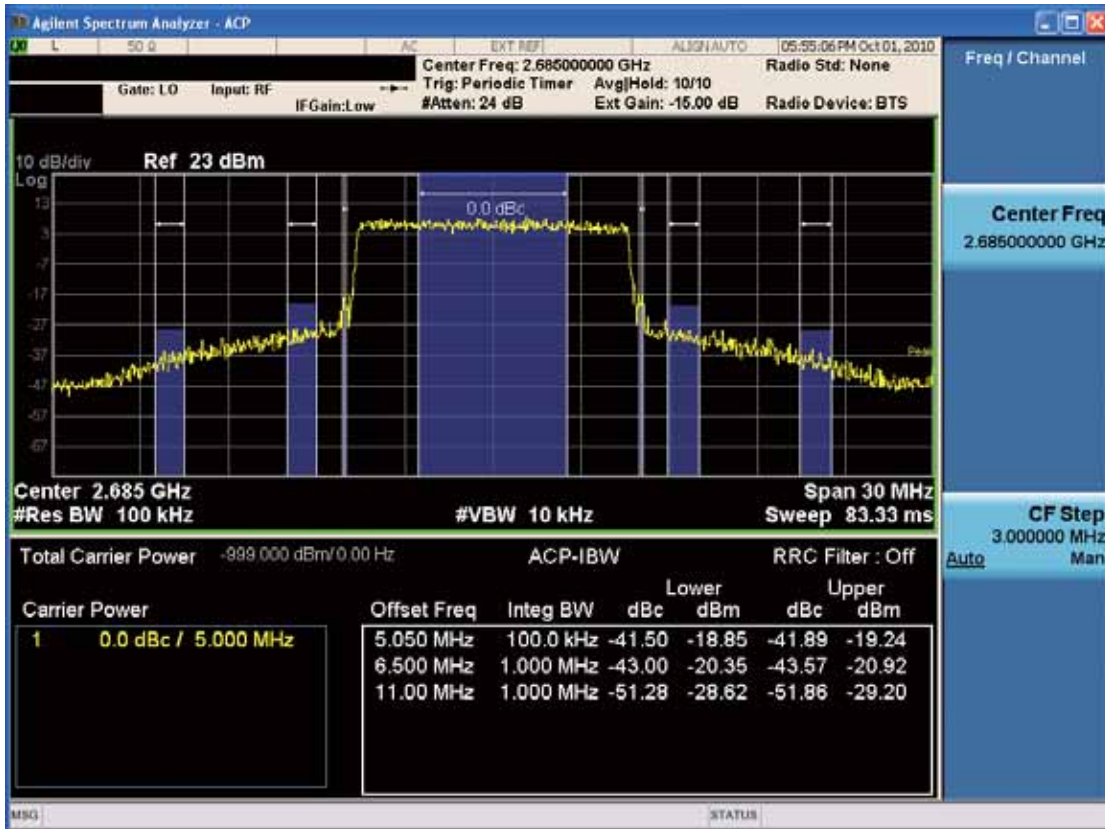 Agilent Spectrum Analyzer - ACP
L 50 Ω AC EXT REF ALIGN AUTO 05:55:06 PM Oct 01, 2010
Center Freq: 2.685000000 GHz Radio Std: None
Gate: LO Input: RF Trig: Periodic Timer Avg|Hold: 10/10
IFGain:Low #Atten: 24 dB Ext Gain: -15.00 dB Radio Device: BTS
10 dB/div Ref 23 dBm
Log
13
3
-7
-17
-27
-37
-47
-57
-67
0.0 dBc
Peak
Center 2.685 GHz Span 30 MHz
#Res BW 100 kHz #VBW 10 kHz Sweep 83.33 ms
Total Carrier Power -999.000 dBm/ 0.00 Hz ACP-IBW RRC Filter : Off
Lower Upper
Carrier Power Offset Freq Integ BW dBc dBm dBc dBm
1 0.0 dBc / 5.000 MHz 5.050 MHz 100.0 kHz -41.50 -18.85 -41.89 -19.24
6.500 MHz 1.000 MHz -43.00 -20.35 -43.57 -20.92
11.00 MHz 1.000 MHz -51.28 -28.62 -51.86 -29.20
MSG STATUS
Freq / Channel
Center Freq
2.685000000 GHz
CF Step
3.000000 MHz
Auto Man